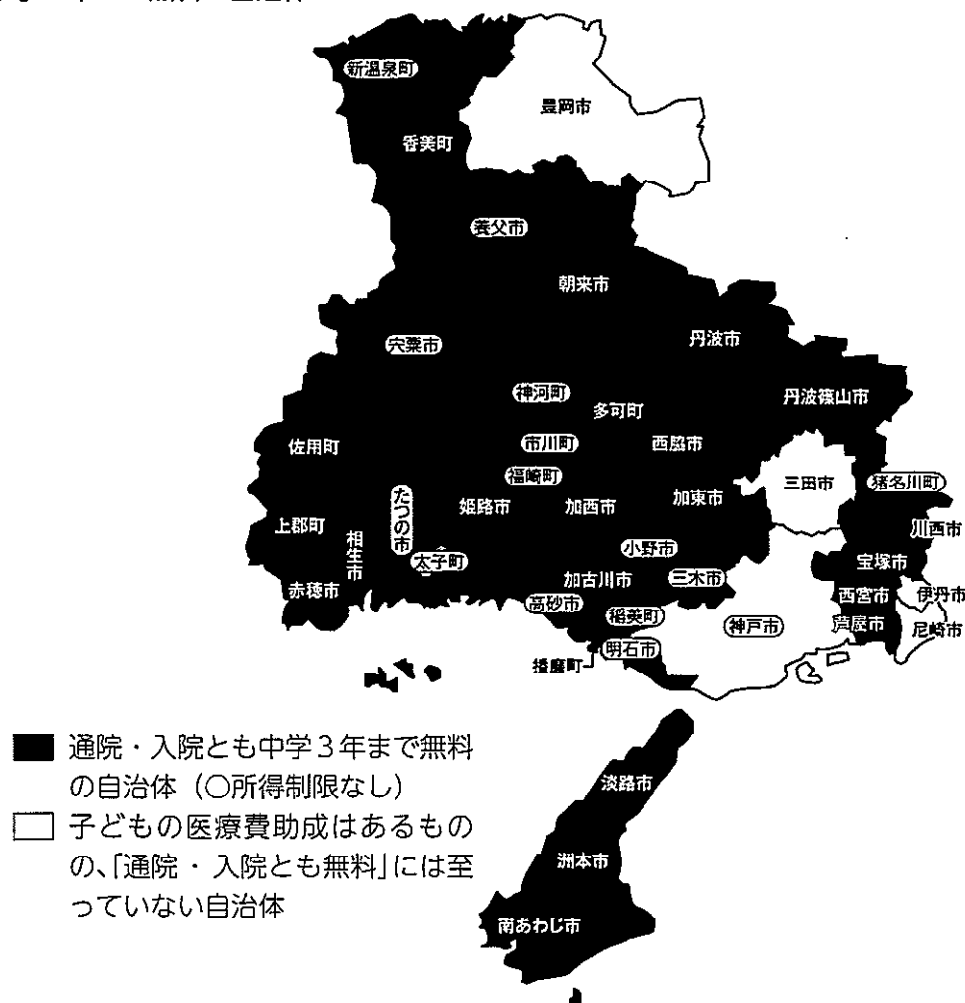 新温泉町
豊岡市
香美町
養父市
朝来市
丹波市
宍粟市
神河町
多可町
丹波篠山市
佐用町
市川町
西脇市
福崎町
三田市
猪名川町
たつの市
姫路市
加西市
加東市
上郡町
相生市
川西市
太子町
小野市
宝塚市
赤穂市
加古川市
三木市
西宮市
伊丹市
高砂市
稲美町
神戸市
芦屋市
尼崎市
播磨町
明石市
通院・入院とも中学3年まで無料
の自治体(○所得制限なし)
子どもの医療費助成はあるもの
の、「通院・入院とも無料」には至
っていない自治体
淡路市
洲本市
南あわじ市